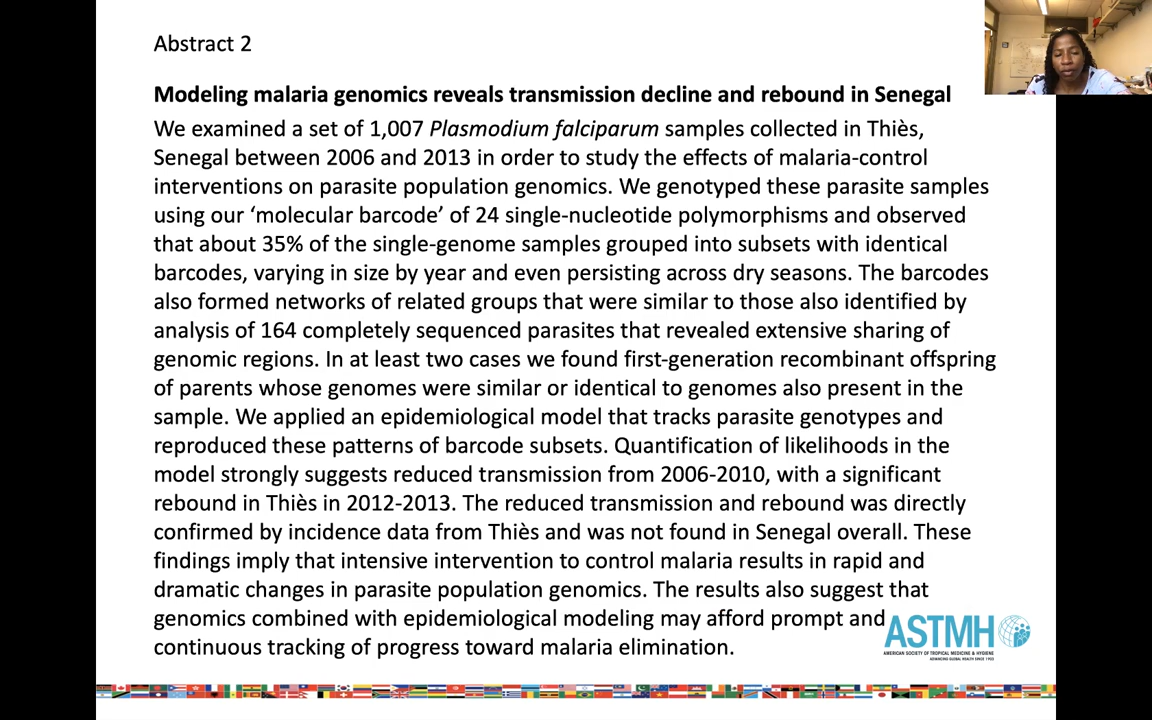 Abstract 2
Modeling malaria genomics reveals transmission decline and rebound in Senegal
We examined a set of 1,007 Plasmodium falciparum samples collected in Thiès,
Senegal between 2006 and 2013 in order to study the effects of malaria-control
interventions on parasite population genomics. We genotyped these parasite samples
using our ‘molecular barcode’ of 24 single-nucleotide polymorphisms and observed
that about 35% of the single-genome samples grouped into subsets with identical
barcodes, varying in size by year and even persisting across dry seasons. The barcodes
also formed networks of related groups that were similar to those also identified by
analysis of 164 completely sequenced parasites that revealed extensive sharing of
genomic regions. In at least two cases we found first-generation recombinant offspring
of parents whose genomes were similar or identical to genomes also present in the
sample. We applied an epidemiological model that tracks parasite genotypes and
reproduced these patterns of barcode subsets. Quantification of likelihoods in the
model strongly suggests reduced transmission from 2006-2010, with a significant
rebound in Thiès in 2012-2013. The reduced transmission and rebound was directly
confirmed by incidence data from Thiès and was not found in Senegal overall. These
findings imply that intensive intervention to control malaria results in rapid and
dramatic changes in parasite population genomics. The results also suggest that
genomics combined with epidemiological modeling may afford prompt and
continuous tracking of progress toward malaria elimination.
ASTMH
AMERICAN SOCIETY OF TROPICAL MEDICINE & HYGIENE
ADVANCING GLOBAL HEALTH SINCE 1903